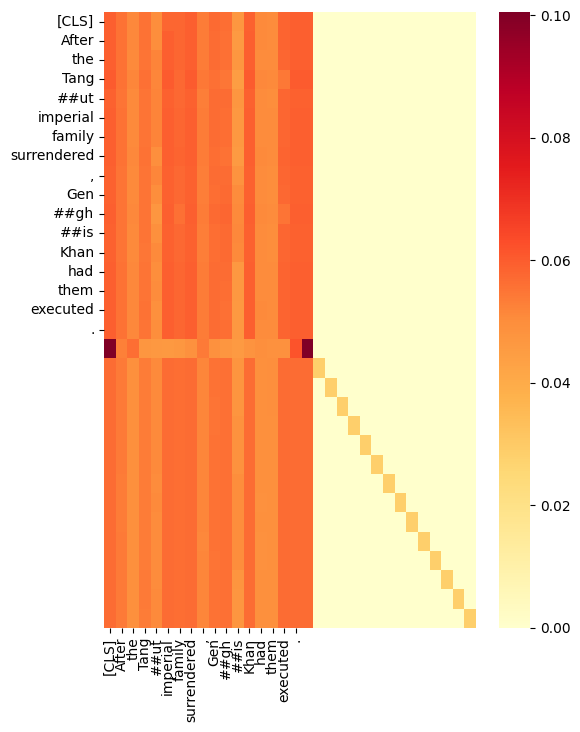 [CLS]
After
the
Tang
##ut
imperial
family
surrendered
,
Gen
##gh
##is
Khan
had
them
executed
.
0.10
0.08
0.06
0.04
0.02
0.00
[CLS]
After
the
Tang
##ut
imperial
family
surrendered
,
Gen
##gh
##is
Khan
had
them
executed
.